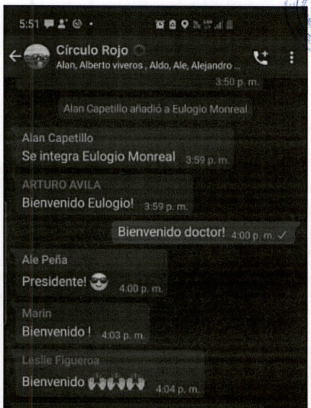 5:51
Círculo Rojo
Alan, Alberto viveros , Aldo, Ale, Alejandro ...
3:50 p. m.
Alan Capetillo añadió a Eulogio Monreal
Alan Capetillo
Se integra Eulogio Monreal 3:59 p. m.
ARTURO AVILA
Bienvenido Eulogio! 3:59 p. m.
Bienvenido doctor! 4:00 p. m. ✓
Ale Peña
Presidente! 😎 4:00 p. m.
Marin
Bienvenido ! 4:03 p. m.
Leslie Figueroa
Bienvenido 🙌🙌🙌🙌 4:04 p. m.